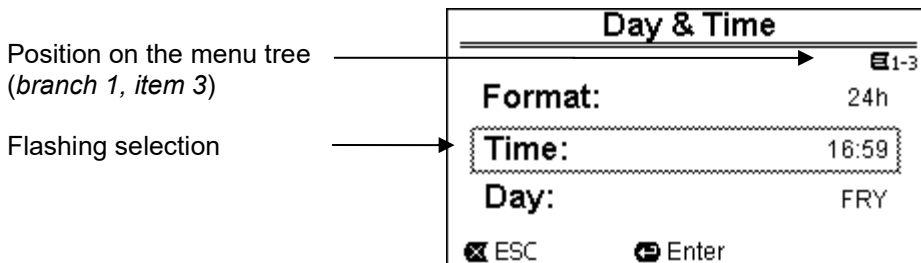 Day & Time
Position on the menu tree
(branch 1, item 3)
1-3
Format: 24h
Flashing selection
Time: 16:59
Day: FRY
ESC Enter